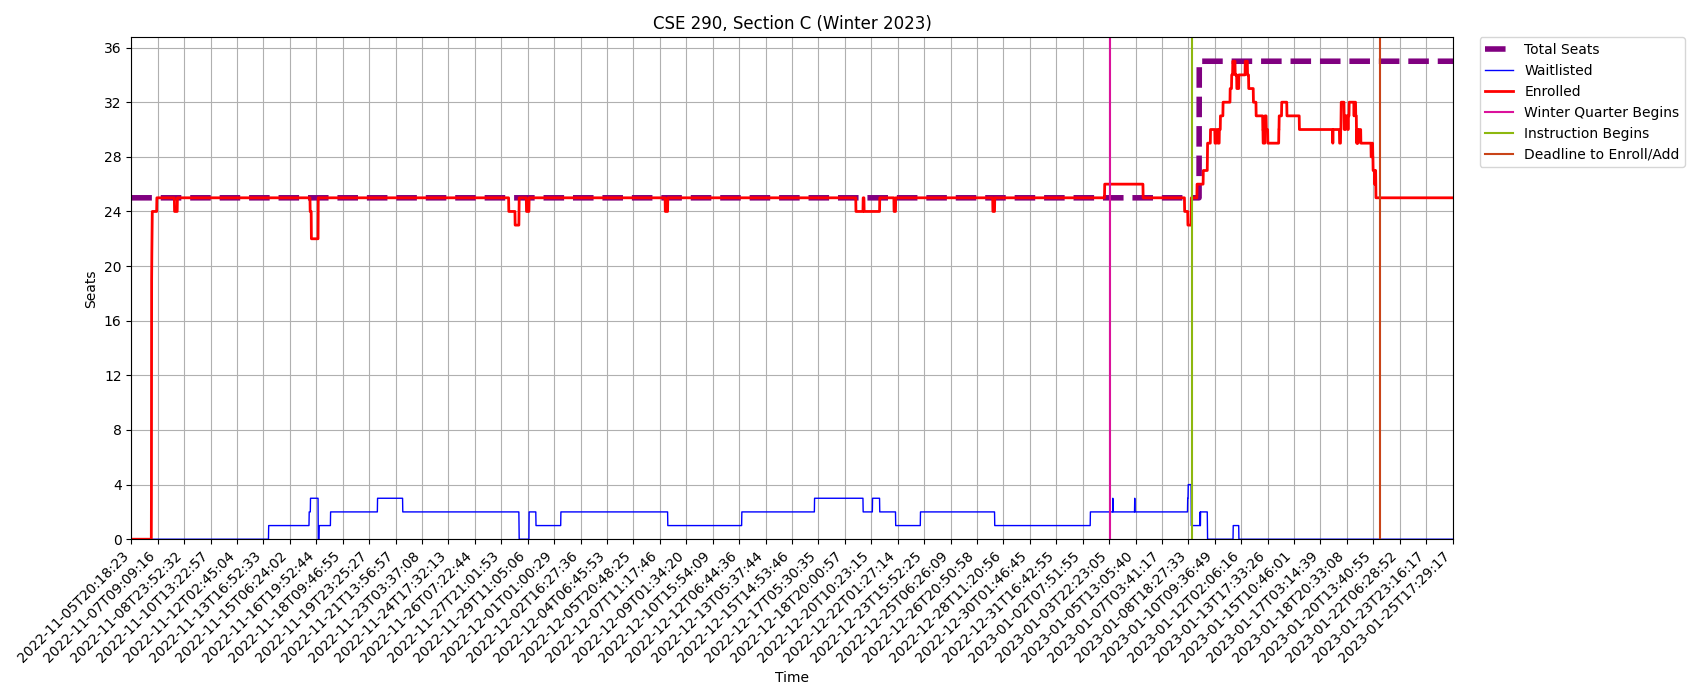 CSE 290, Section C (Winter 2023)
Total Seats
Waitlisted
Enrolled
Winter Quarter Begins
Instruction Begins
Deadline to Enroll/Add
Seats
36
32
28
24
20
16
12
8
4
0
2022-11-05T20:18:23
2022-11-07T09:09:16
2022-11-08T23:52:32
2022-11-10T13:22:57
2022-11-12T02:45:04
2022-11-13T16:52:33
2022-11-15T06:24:02
2022-11-16T19:52:44
2022-11-18T09:46:55
2022-11-19T23:25:27
2022-11-21T13:56:57
2022-11-23T03:37:08
2022-11-24T17:32:13
2022-11-26T07:22:44
2022-11-27T21:01:53
2022-11-29T11:05:06
2022-12-01T01:00:29
2022-12-02T16:27:36
2022-12-04T06:45:53
2022-12-05T20:48:25
2022-12-07T11:17:46
2022-12-09T01:34:20
2022-12-10T15:54:09
2022-12-12T06:44:36
2022-12-13T05:37:44
2022-12-15T14:53:46
2022-12-17T05:30:35
2022-12-18T20:00:57
2022-12-20T10:23:15
2022-12-22T01:27:14
2022-12-23T15:52:25
2022-12-25T06:26:09
2022-12-26T20:50:58
2022-12-28T11:20:56
2022-12-30T01:46:45
2022-12-31T16:42:55
2023-01-02T07:51:55
2023-01-03T22:23:05
2023-01-05T13:05:40
2023-01-07T03:41:17
2023-01-08T18:27:33
2023-01-10T09:36:49
2023-01-12T02:06:16
2023-01-13T17:33:26
2023-01-15T10:46:01
2023-01-17T03:14:39
2023-01-18T20:33:08
2023-01-20T13:40:55
2023-01-22T06:28:52
2023-01-23T23:16:17
2023-01-25T17:29:17
Time